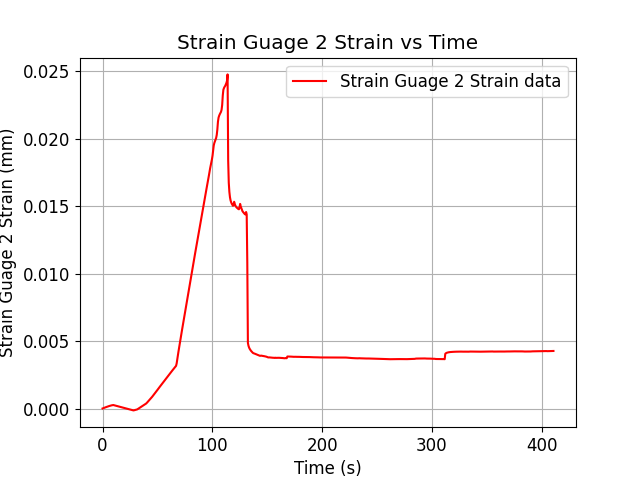 Strain Guage 2 Strain vs Time
Strain Guage 2 Strain data
Strain Guage 2 Strain (mm)
0.025
0.020
0.015
0.010
0.005
0.000
0 100 200 300 400
Time (s)